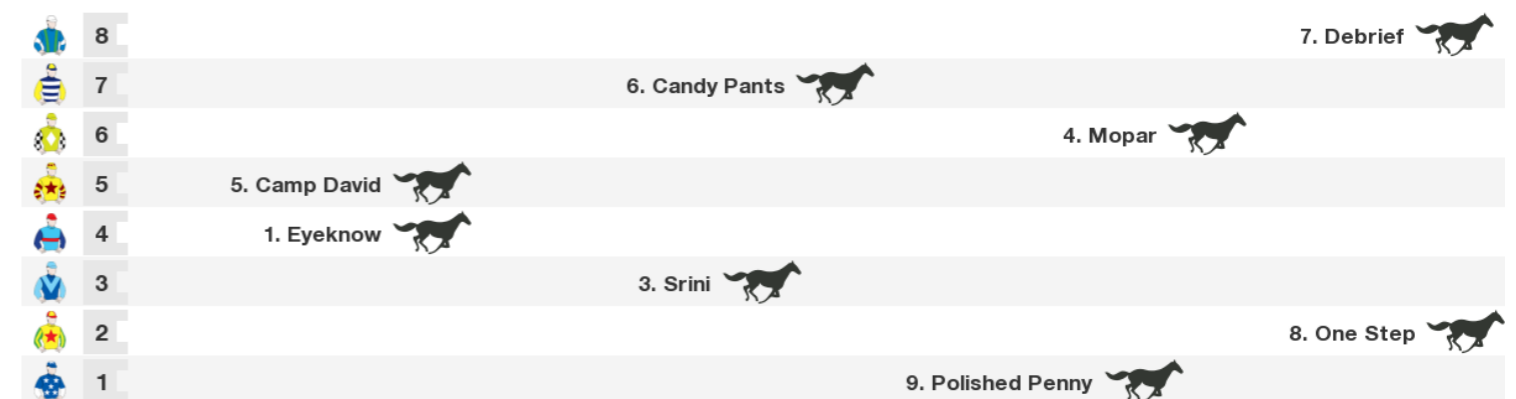 8 7. Debrief
7 6. Candy Pants
6 4. Mopar
5 5. Camp David
4 1. Eyeknow
3 3. Srini
2 8. One Step
1 9. Polished Penny